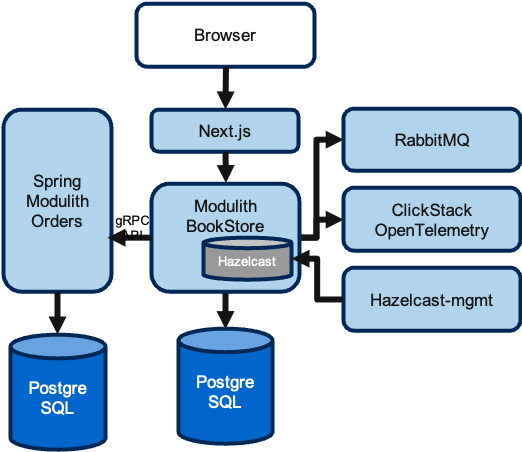 Browser
Next.js
RabbitMQ
Spring
Modulith
Orders
gRPC
API
Modulith
BookStore
Hazelcast
ClickStack
OpenTelemetry
Hazelcast-mgmt
Postgre
SQL
Postgre
SQL